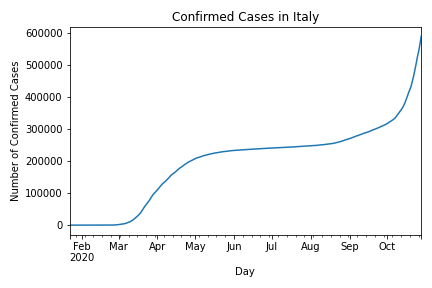 Confirmed Cases in Italy
600000
500000
400000
300000
200000
100000
0
Number of Confirmed Cases
Feb Mar Apr May Jun Jul Aug Sep Oct
2020
Day